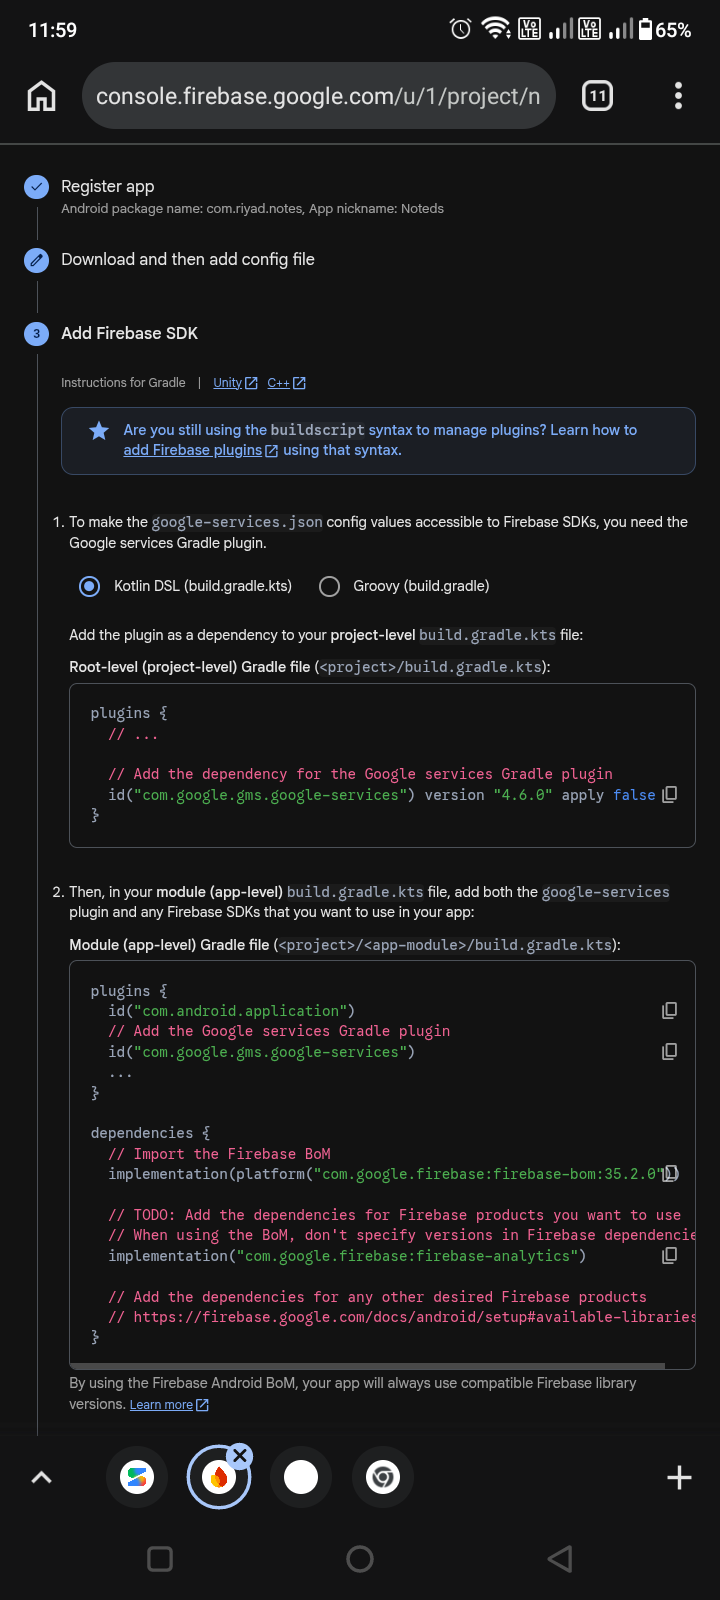 11:59
Vo LTE
Vo LTE
65%
console.firebase.google.com/u/1/project/n
11
Register app
Android package name: com.riyad.notes, App nickname: Noteds
Download and then add config file
3
Add Firebase SDK
Instructions for Gradle | Unity C++
Are you still using the buildscript syntax to manage plugins? Learn how to
add Firebase plugins using that syntax.
1. To make the google-services.json config values accessible to Firebase SDKs, you need the
Google services Gradle plugin.
Kotlin DSL (build.gradle.kts) Groovy (build.gradle)
Add the plugin as a dependency to your project-level build.gradle.kts file:
Root-level (project-level) Gradle file (<project>/build.gradle.kts):
plugins {
// ...
// Add the dependency for the Google services Gradle plugin
id("com.google.gms.google-services") version "4.6.0" apply false
}
2. Then, in your module (app-level) build.gradle.kts file, add both the google-services
plugin and any Firebase SDKs that you want to use in your app:
Module (app-level) Gradle file (<project>/<app-module>/build.gradle.kts):
plugins {
id("com.android.application")
// Add the Google services Gradle plugin
id("com.google.gms.google-services")
...
}
dependencies {
// Import the Firebase BoM
implementation(platform("com.google.firebase:firebase-bom:35.2.0"))
// TODO: Add the dependencies for Firebase products you want to use
// When using the BoM, don't specify versions in Firebase dependencie
implementation("com.google.firebase:firebase-analytics")
// Add the dependencies for any other desired Firebase products
// https://firebase.google.com/docs/android/setup#available-libraries
}
By using the Firebase Android BoM, your app will always use compatible Firebase library
versions. Learn more